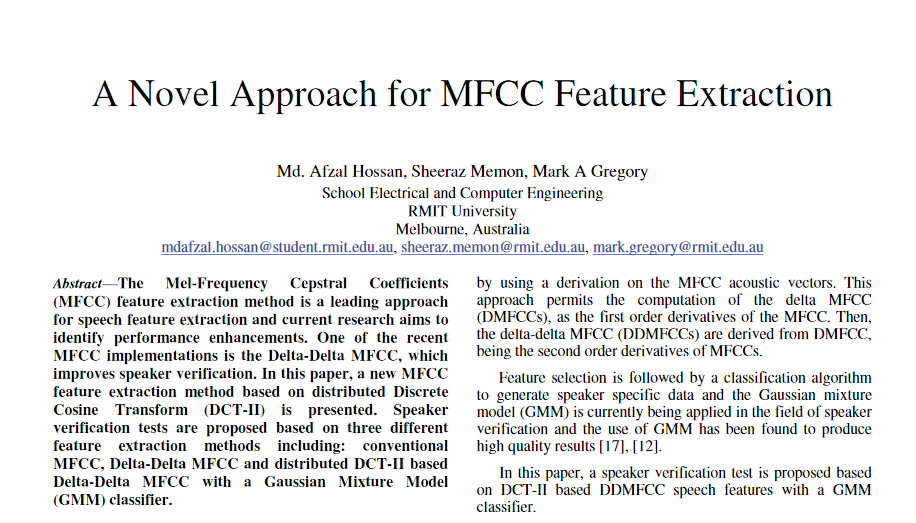 A Novel Approach for MFCC Feature Extraction
Md. Afzal Hossan, Sheeraz Memon, Mark A Gregory
School Electrical and Computer Engineering
RMIT University
Melbourne, Australia
mdafzal.hossan@student.rmit.edu.au, sheeraz.memon@rmit.edu.au, mark.gregory@rmit.edu.au
Abstract—The Mel-Frequency Cepstral Coefficients
(MFCC) feature extraction method is a leading approach
for speech feature extraction and current research aims to
identify performance enhancements. One of the recent
MFCC implementations is the Delta-Delta MFCC, which
improves speaker verification. In this paper, a new MFCC
feature extraction method based on distributed Discrete
Cosine Transform (DCT-II) is presented. Speaker
verification tests are proposed based on three different
feature extraction methods including: conventional
MFCC, Delta-Delta MFCC and distributed DCT-II based
Delta-Delta MFCC with a Gaussian Mixture Model
(GMM) classifier.
by using a derivation on the MFCC acoustic vectors. This
approach permits the computation of the delta MFCC
(DMFCCs), as the first order derivatives of the MFCC. Then,
the delta-delta MFCC (DDMFCCs) are derived from DMFCC,
being the second order derivatives of MFCCs.
Feature selection is followed by a classification algorithm
to generate speaker specific data and the Gaussian mixture
model (GMM) is currently being applied in the field of speaker
verification and the use of GMM has been found to produce
high quality results [17], [12].
In this paper, a speaker verification test is proposed based
on DCT-II based DDMFCC speech features with a GMM
classifier.